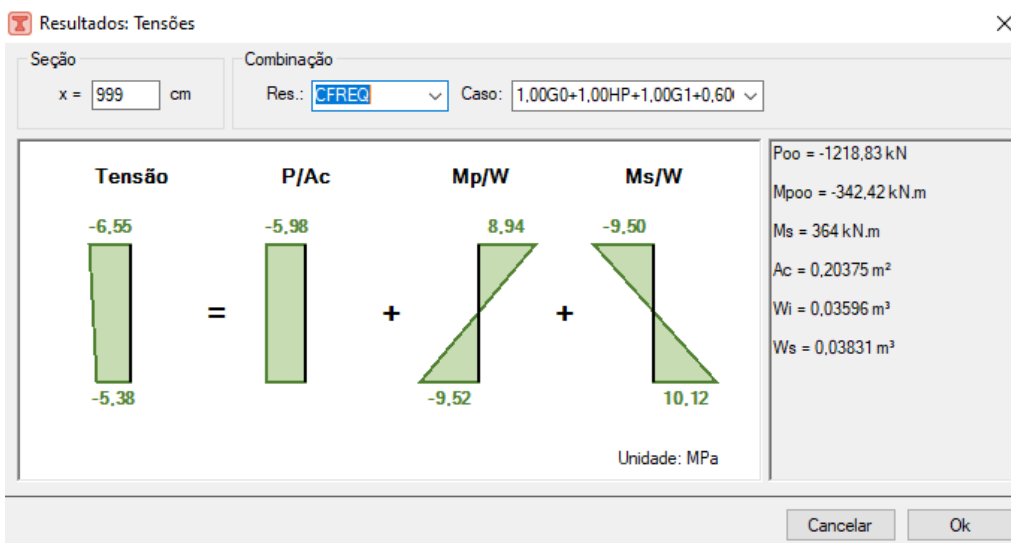 Resultados: Tensões
Seção
x = 999 cm
Combinação
Res.: CFREQ Caso: 1,00G0+1,00HP+1,00G1+0,60(
Tensão P/Ac Mp/W Ms/W
-6,55 -5,98 8,94 -9,50
= + +
-5,38 -9,52 10,12
Unidade: MPa
Poo = -1218,83 kN
Mpoo = -342,42 kN.m
Ms = 364 kN.m
Ac = 0,20375 m²
Wi = 0,03596 m³
Ws = 0,03831 m³
Cancelar Ok